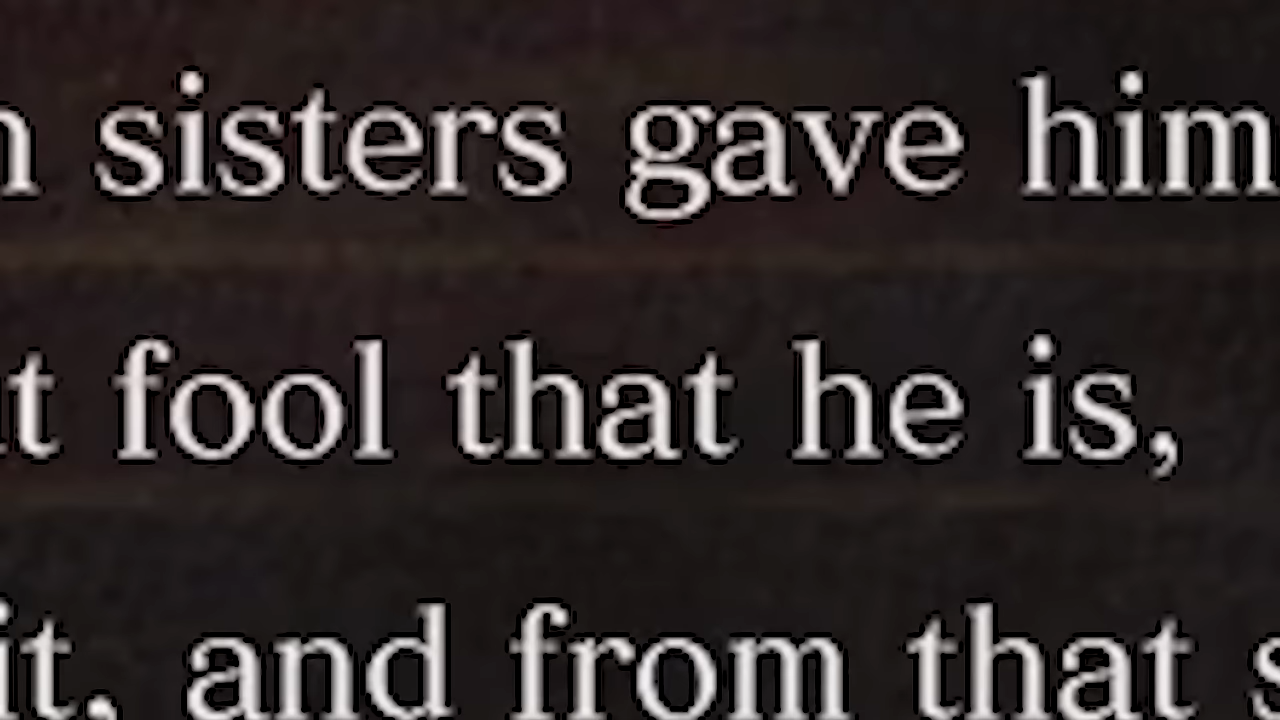 sisters gave him
fool that he is,
it, and from that